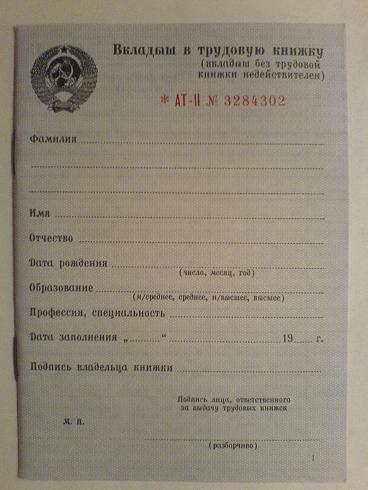 Вкладыш в трудовую книжку
(вкладыш без трудовой
книжки недействителен)
* АТ-II № 3284302
Фамилия
Имя
Отчество
Дата рождения
(число, месяц, год)
Образование
(н/среднее, среднее, н/высшее, высшее)
Профессия, специальность
Дата заполнения „ “ 19 г.
Подпись владельца книжки
Подпись лица, ответственного
за выдачу трудовых книжек
М. П.
(разборчиво)
1